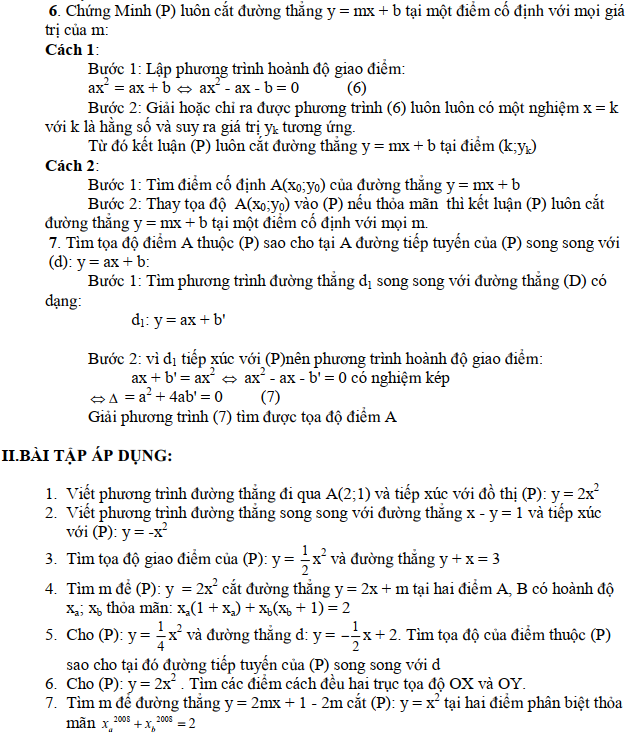 6. Chứng Minh (P) luôn cắt đường thẳng y = mx + b tại một điểm cố định với mọi giá
trị của m:
Cách 1:
Bước 1: Lập phương trình hoành độ giao điểm:
ax² = ax + b ⇔ ax² - ax - b = 0 (6)
Bước 2: Giải hoặc chỉ ra được phương trình (6) luôn luôn có một nghiệm x = k
với k là hằng số và suy ra giá trị yₖ tương ứng.
Từ đó kết luận (P) luôn cắt đường thẳng y = mx + b tại điểm (k;yₖ)
Cách 2:
Bước 1: Tìm điểm cố định A(x₀;y₀) của đường thẳng y = mx + b
Bước 2: Thay tọa độ A(x₀;y₀) vào (P) nếu thỏa mãn thì kết luận (P) luôn cắt
đường thẳng y = mx + b tại một điểm cố định với mọi m.
7. Tìm tọa độ điểm A thuộc (P) sao cho tại A đường tiếp tuyến của (P) song song với
(d): y = ax + b:
Bước 1: Tìm phương trình đường thẳng d₁ song song với đường thẳng (D) có
dạng:
d₁: y = ax + b'
Bước 2: vì d₁ tiếp xúc với (P)nên phương trình hoành độ giao điểm:
ax + b' = ax² ⇔ ax² - ax - b' = 0 có nghiệm kép
⇔ Δ = a² + 4ab' = 0 (7)
Giải phương trình (7) tìm được tọa độ điểm A
II.BÀI TẬP ÁP DỤNG:
1. Viết phương trình đường thẳng đi qua A(2;1) và tiếp xúc với đồ thị (P): y = 2x²
2. Viết phương trình đường thẳng song song với đường thẳng x - y = 1 và tiếp xúc
với (P): y = -x²
3. Tìm tọa độ giao điểm của (P): y = 1/2 x² và đường thẳng y + x = 3
4. Tìm m để (P): y = 2x² cắt đường thẳng y = 2x + m tại hai điểm A, B có hoành độ
xₐ; x_b thỏa mãn: xₐ(1 + xₐ) + x_b(x_b + 1) = 2
5. Cho (P): y = 1/4 x² và đường thẳng d: y = −1/2 x + 2. Tìm tọa độ của điểm thuộc (P)
sao cho tại đó đường tiếp tuyến của (P) song song với d
6. Cho (P): y = 2x² . Tìm các điểm cách đều hai trục tọa độ OX và OY.
7. Tìm m để đường thẳng y = 2mx + 1 - 2m cắt (P): y = x² tại hai điểm phân biệt thỏa
mãn xₐ²⁰⁰⁸ + x_b²⁰⁰⁸ = 2